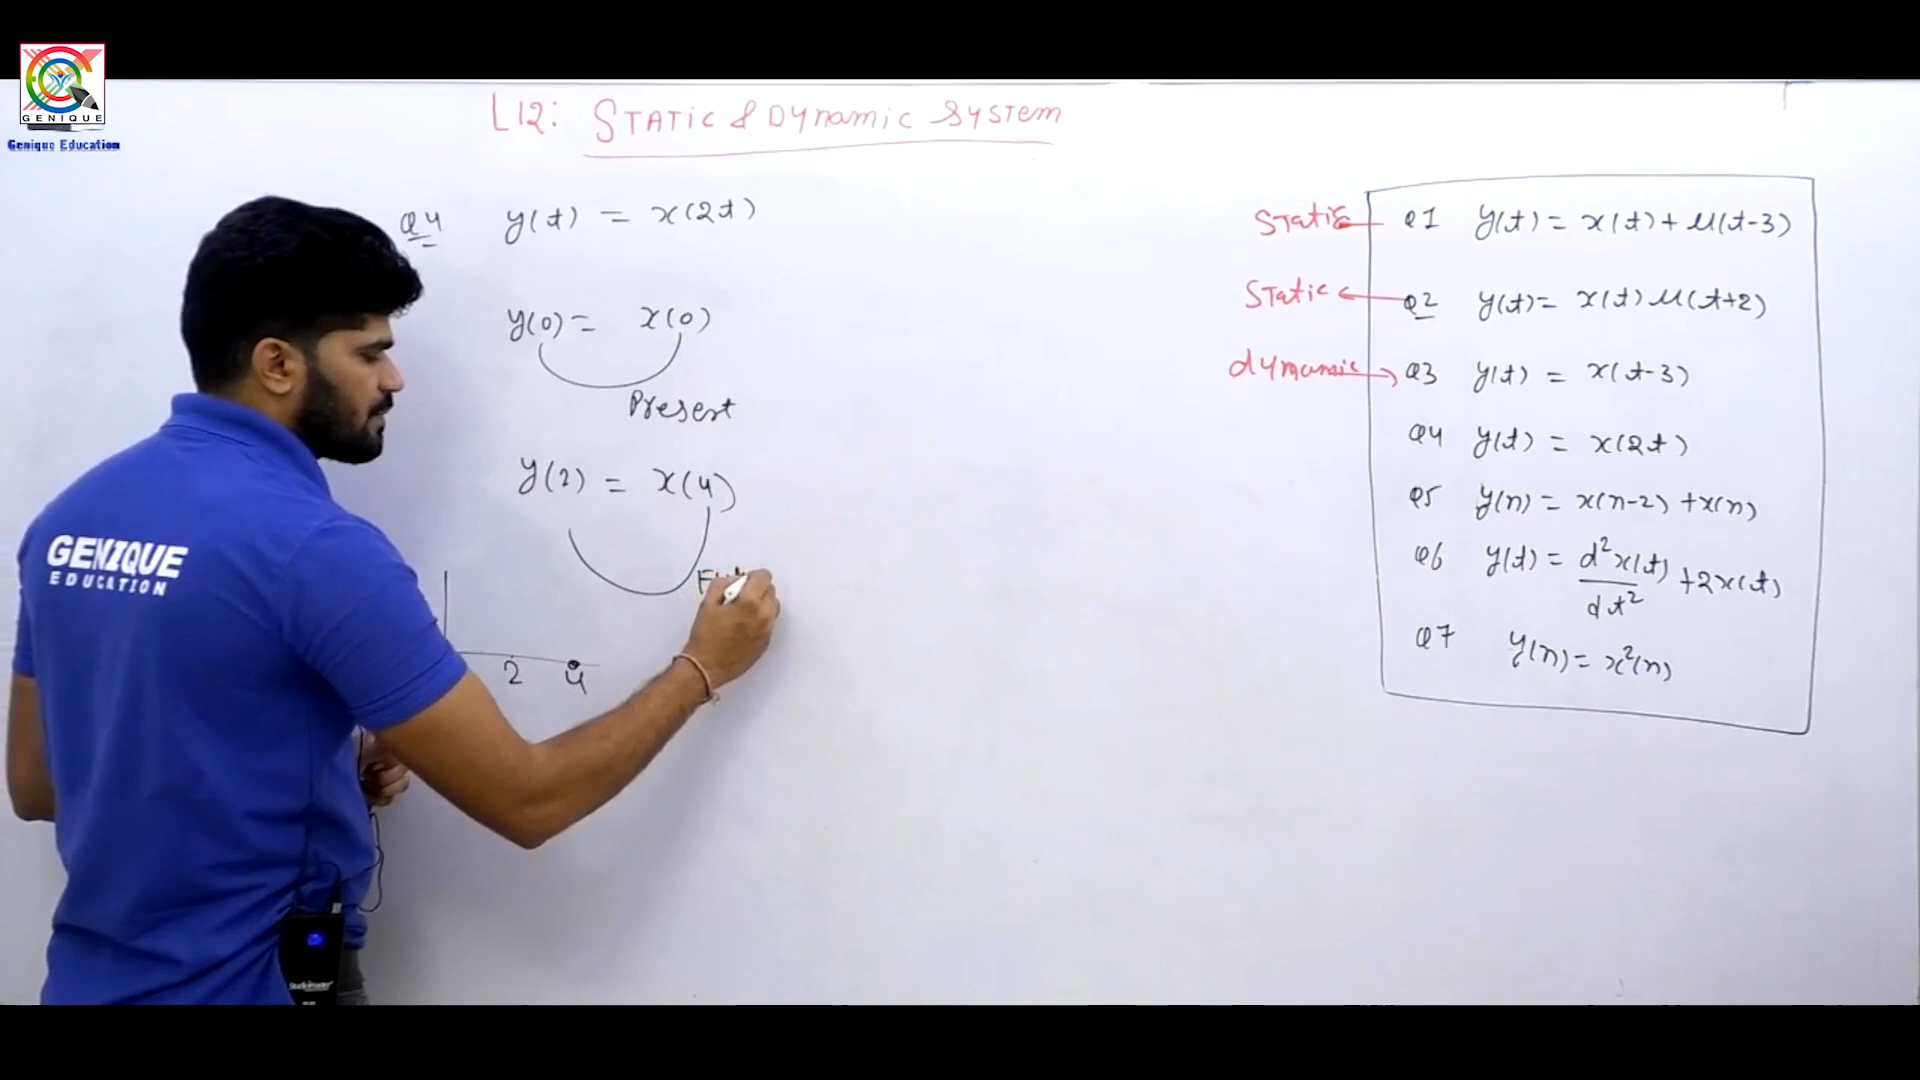 GENIQUE
Genique Education
L12: STATIC & DYNAMIC SYSTEM
Q4 y(t) = x(2t)
y(0) = x(0)
Present
y(2) = x(4)
2 4
GENIQUE
EDUCATION
Static Q1 y(t) = x(t) + u(t-3)
Static Q2 y(t) = x(t) u(t+2)
dynamic Q3 y(t) = x(t-3)
Q4 y(t) = x(2t)
Q5 y(n) = x(n-2) + x(n)
Q6 y(t) = d²x(t)/dt² + 2x(t)
Q7 y(n) = x²(n)